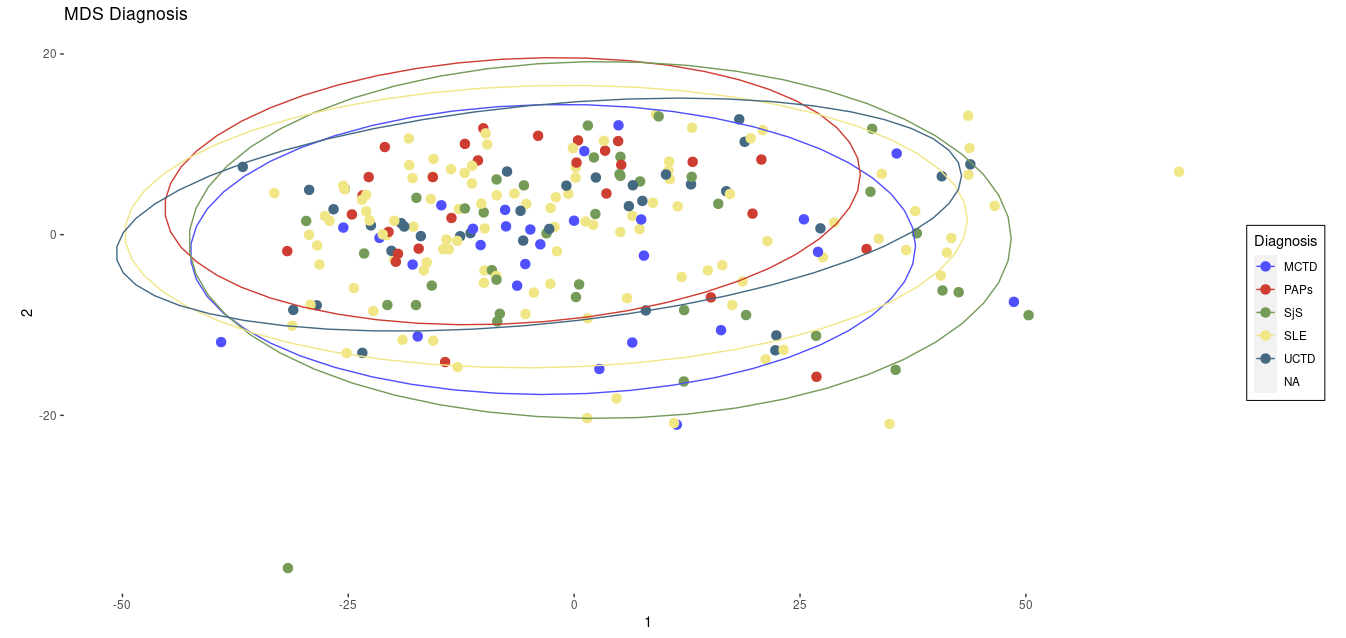 MDS Diagnosis
20
0
-20
2
-50
-25
0
25
50
1
Diagnosis
MCTD
PAPs
SjS
SLE
UCTD
NA